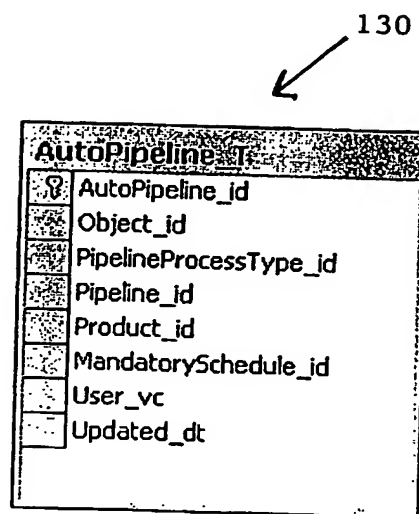 130
AutoPipeline_T
AutoPipeline_id
Object_id
PipelineProcessType_id
Pipeline_id
Product_id
MandatorySchedule_id
User_vc
Updated_dt